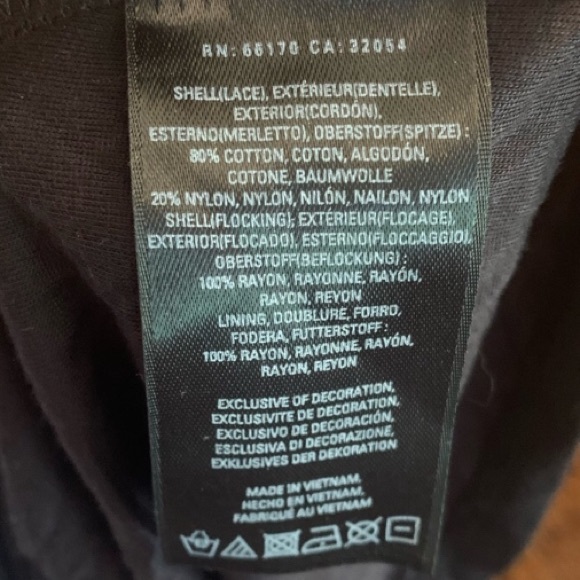 RN: 66170 CA: 32054
SHELL(LACE), EXTÉRIEUR(DENTELLE),
EXTERIOR(CORDÓN),
ESTERNO(MERLETTO), OBERSTOFF(SPITZE) :
80% COTTON, COTON, ALGODÓN,
COTONE, BAUMWOLLE
20% NYLON, NYLON, NILÓN, NAILON, NYLON
SHELL(FLOCKING), EXTÉRIEUR(FLOCAGE),
EXTERIOR(FLOCADO), ESTERNO(FLOCCAGGIO),
OBERSTOFF(BEFLOCKUNG) :
100% RAYON, RAYONNE, RAYÓN,
RAYON, REYON
LINING, DOUBLURE, FORRO,
FODERA, FUTTERSTOFF :
100% RAYON, RAYONNE, RAYÓN,
RAYON, REYON
EXCLUSIVE OF DECORATION,
EXCLUSIVITE DE DECORATION,
EXCLUSIVO DE DECORACIÓN,
ESCLUSIVA DI DECORAZIONE,
EXKLUSIVES DER DEKORATION
MADE IN VIETNAM,
HECHO EN VIETNAM,
FABRIQUÉ AU VIETNAM